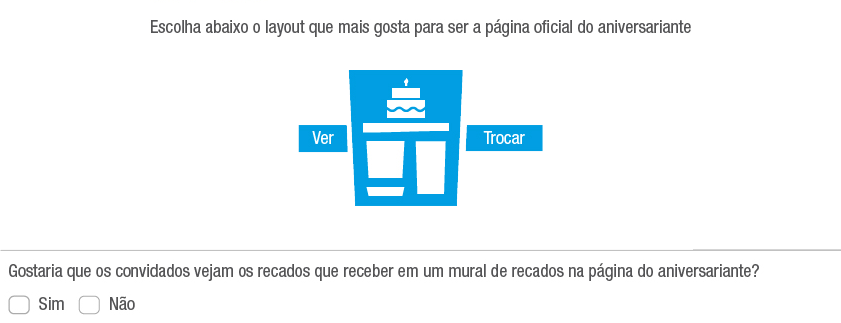 Escolha abaixo o layout que mais gosta para ser a página oficial do aniversariante
Ver
Trocar
Gostaria que os convidados vejam os recados que receber em um mural de recados na página do aniversariante?
Sim Não